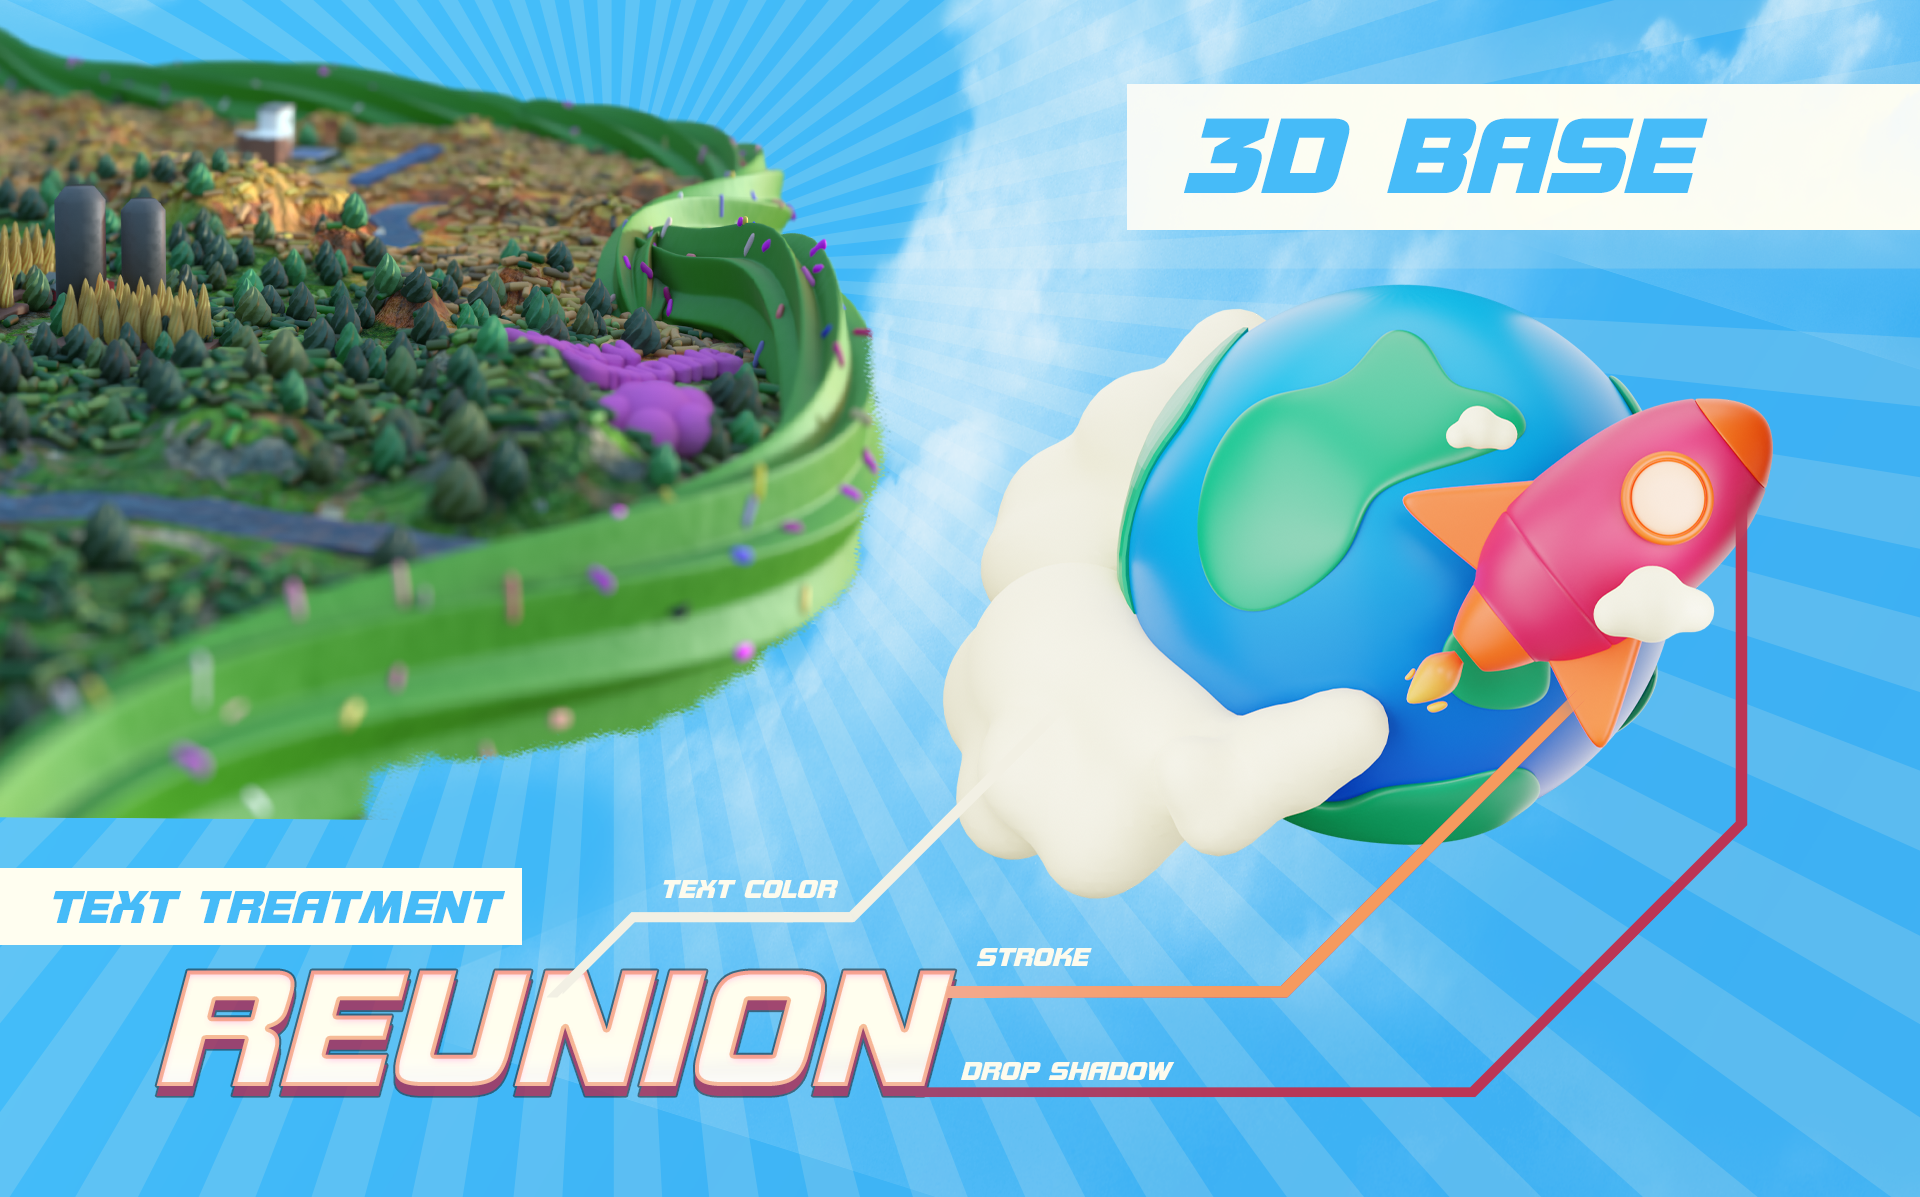 3D BASE
TEXT TREATMENT
TEXT COLOR
STROKE
REUNION
DROP SHADOW